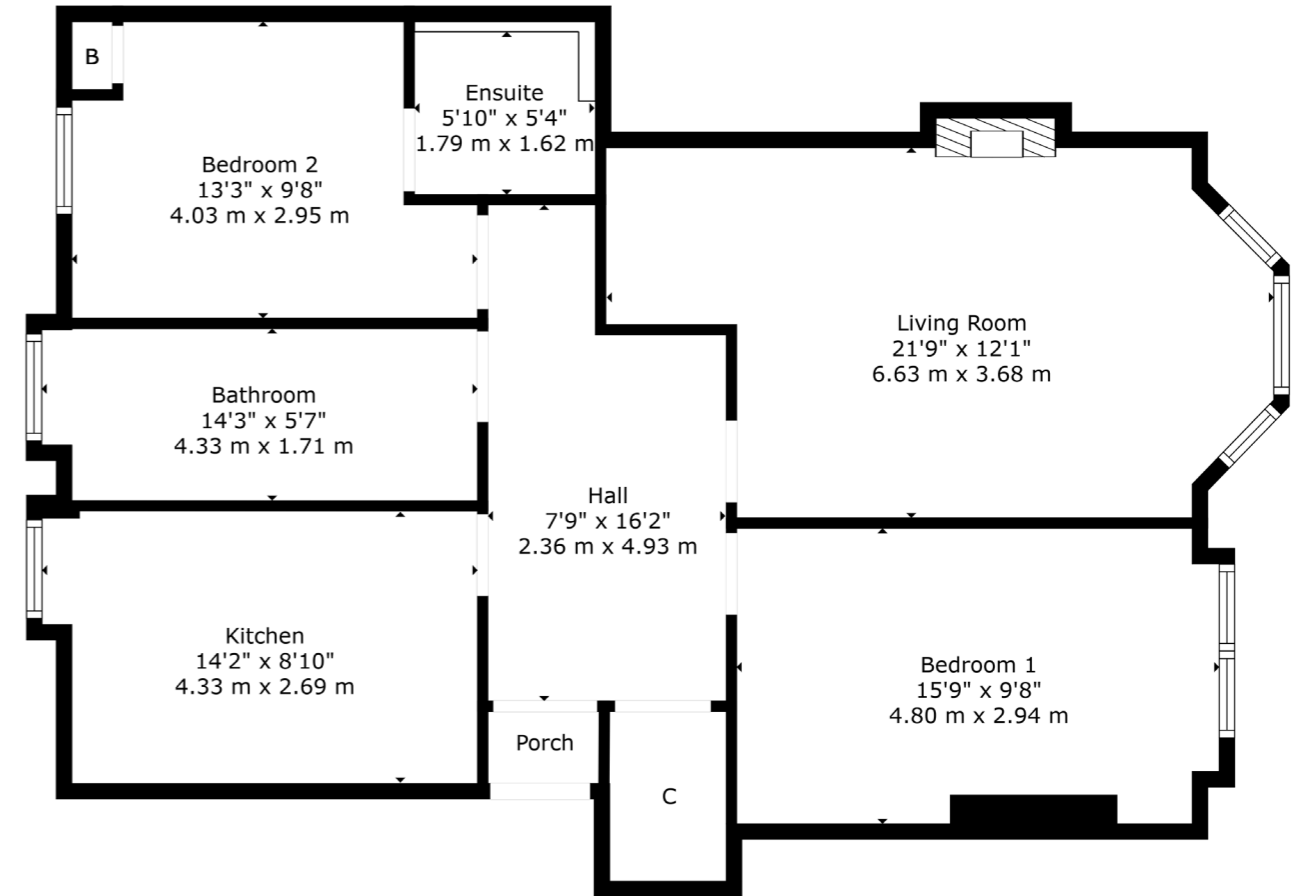 B
Ensuite
5'10" x 5'4"
1.79 m x 1.62 m
Bedroom 2
13'3" x 9'8"
4.03 m x 2.95 m
Living Room
21'9" x 12'1"
6.63 m x 3.68 m
Bathroom
14'3" x 5'7"
4.33 m x 1.71 m
Hall
7'9" x 16'2"
2.36 m x 4.93 m
Kitchen
14'2" x 8'10"
4.33 m x 2.69 m
Bedroom 1
15'9" x 9'8"
4.80 m x 2.94 m
Porch
C